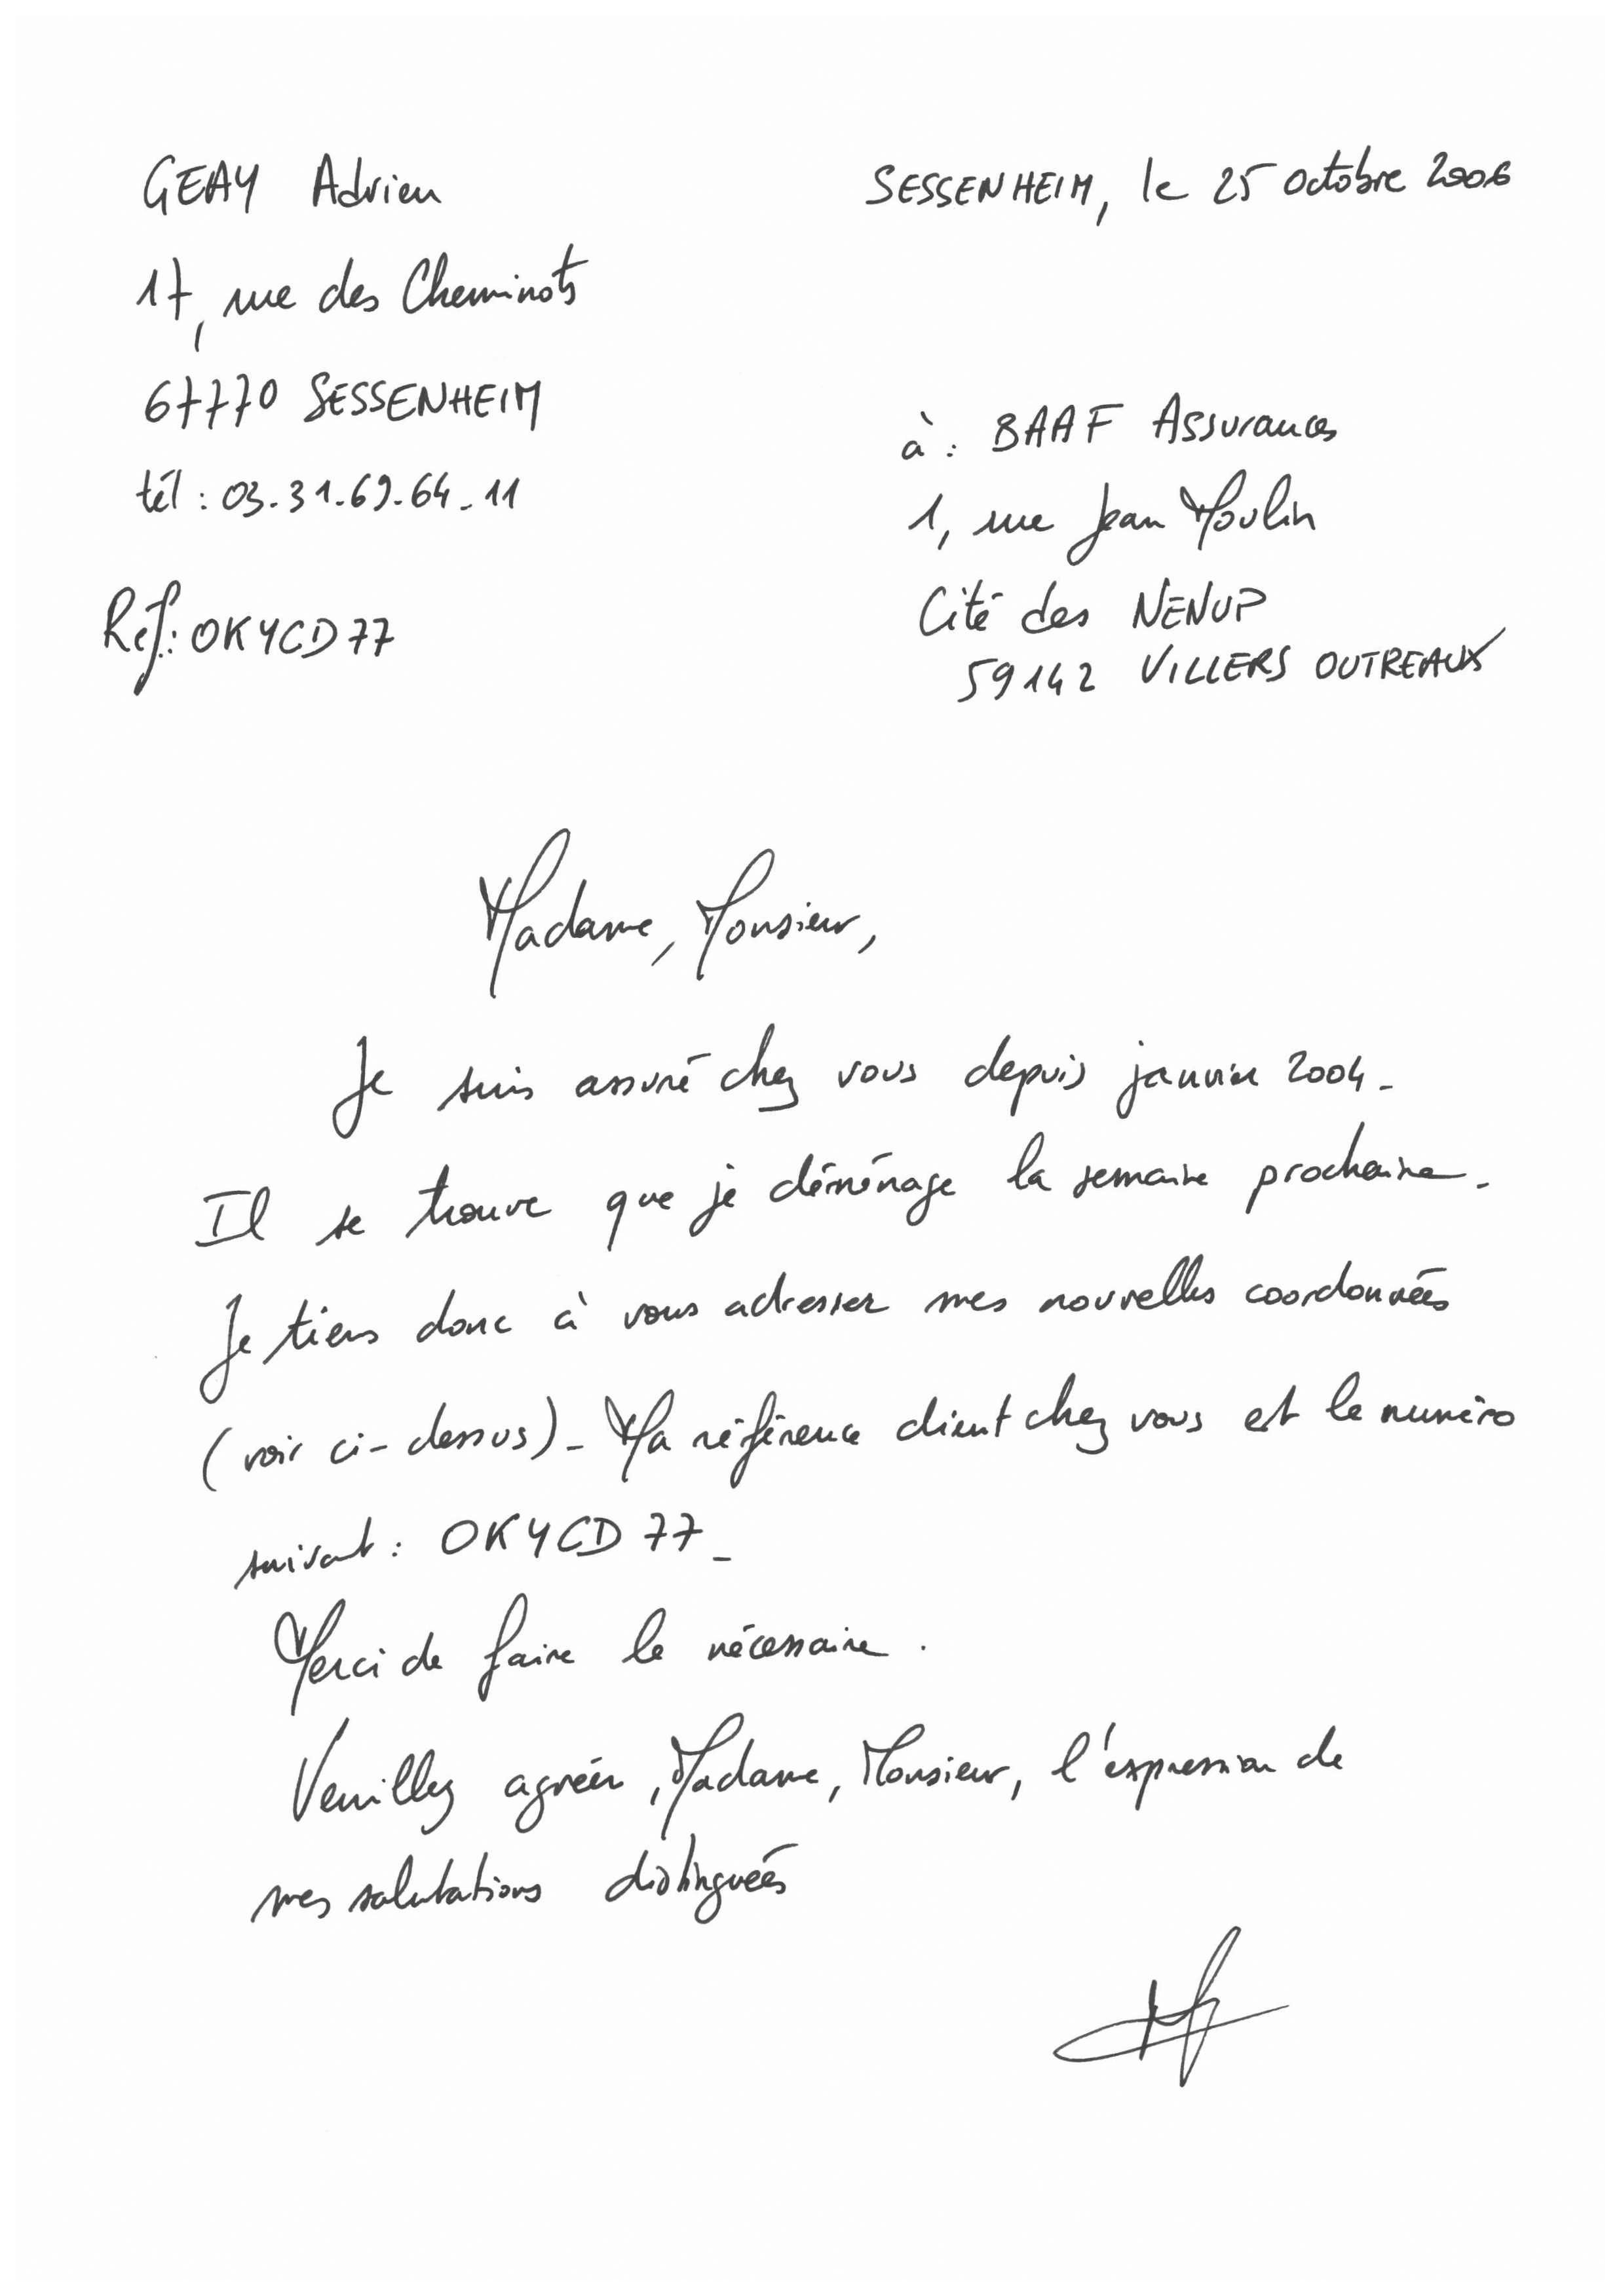 GEAY Adrien
SESSENHEIM, le 25 octobre 2006
17, rue des Cheminots
67770 SESSENHEIM
tél : 03.31.69.64.11
à : BAAF Assurances
1, rue Jean Moulin
Cité des NENUP
59142 VILLERS OUTREAUX
Réf : OKYCD77
Madame, Monsieur,
Je suis assuré chez vous depuis janvier 2004.
Il se trouve que je déménage la semaine prochaine.
Je tiens donc à vous adresser mes nouvelles coordonnées
(voir ci-dessus). Ma référence client chez vous est le numéro
suivant : OKYCD77.
Merci de faire le nécessaire.
Veuillez agréer, Madame, Monsieur, l'expression de
mes salutations distinguées